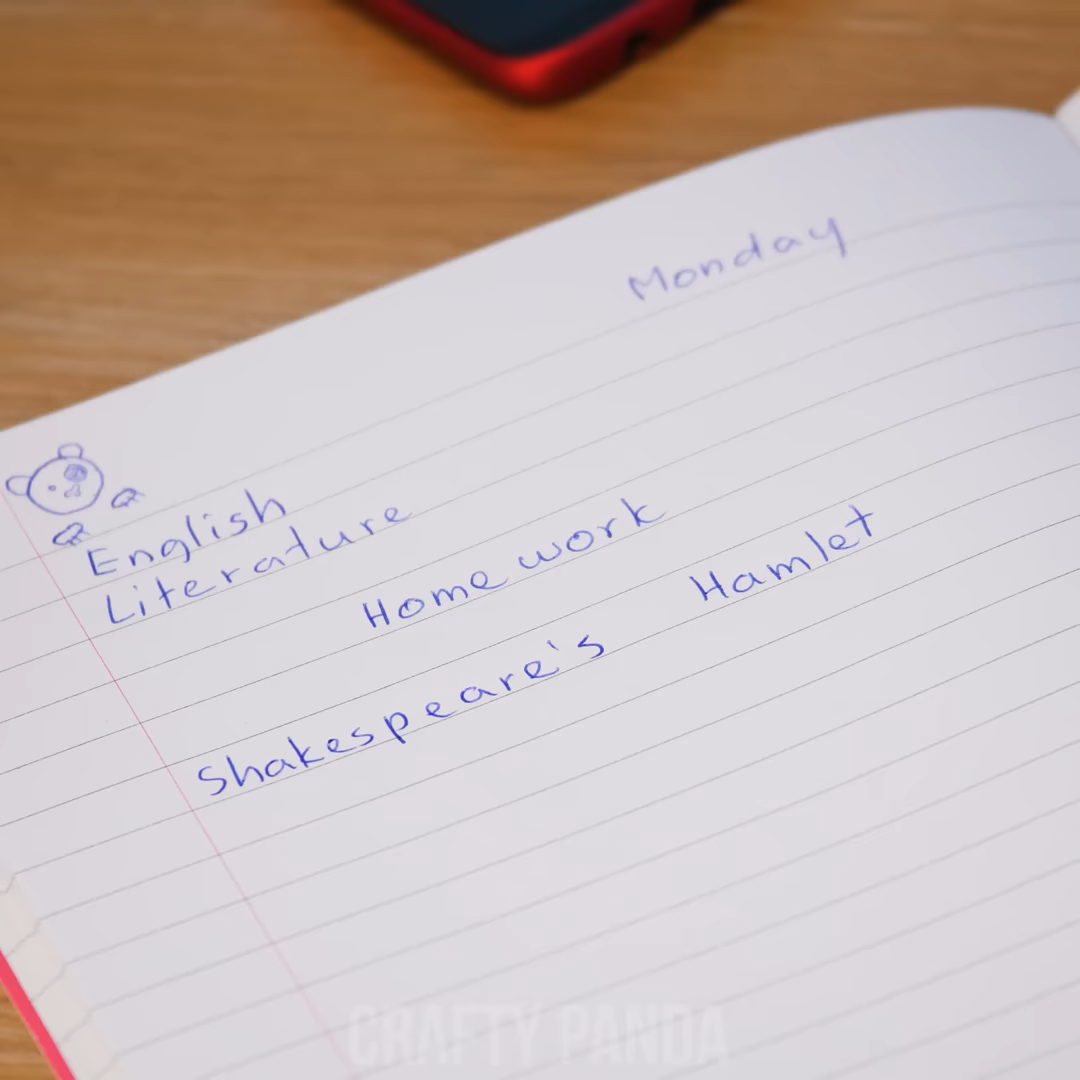 Monday
English
Literature
Home work
Shakespeare's Hamlet
CRAFTY PANDA